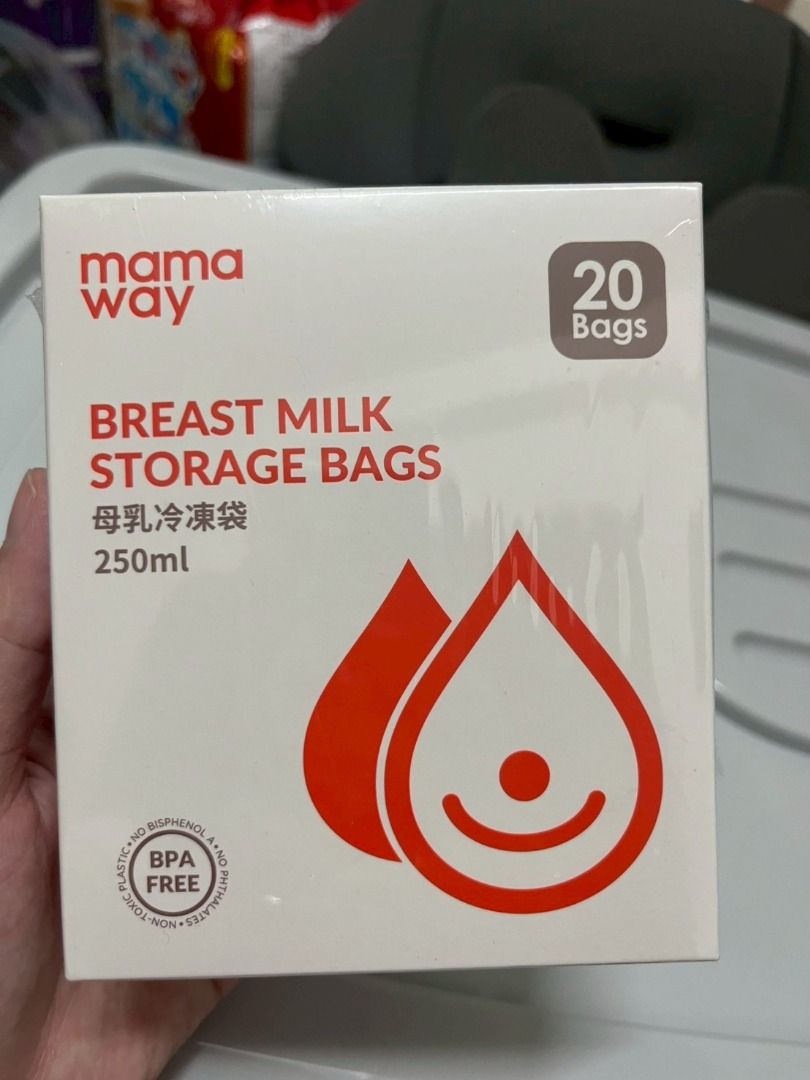 mama
way
20
Bags
BREAST MILK
STORAGE BAGS
母乳冷凍袋
250ml
NO BISPHENOL A • NO PHTHALATES • NON-TOXIC PLASTIC •
BPA
FREE